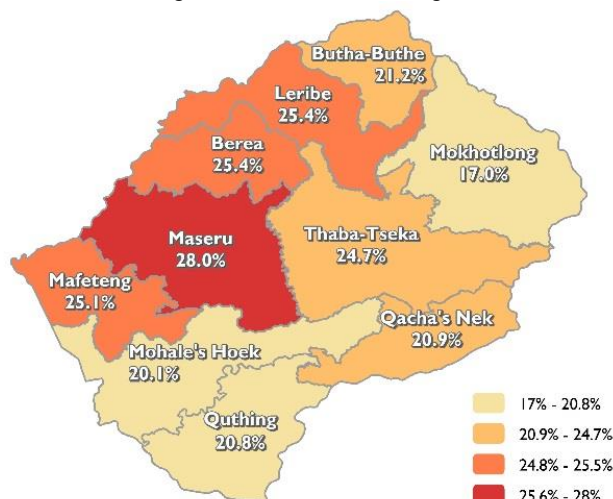 Butha-Buthe
21.2%
Leribe
25.4%
Berea
25.4%
Mokhotlong
17.0%
Maseru
28.0%
Thaba-Tseka
24.7%
Mafeteng
25.1%
Qacha's Nek
20.9%
Mohale's Hoek
20.1%
Quthing
20.8%
17% - 20.8%
20.9% - 24.7%
24.8% - 25.5%
25.6% - 28%